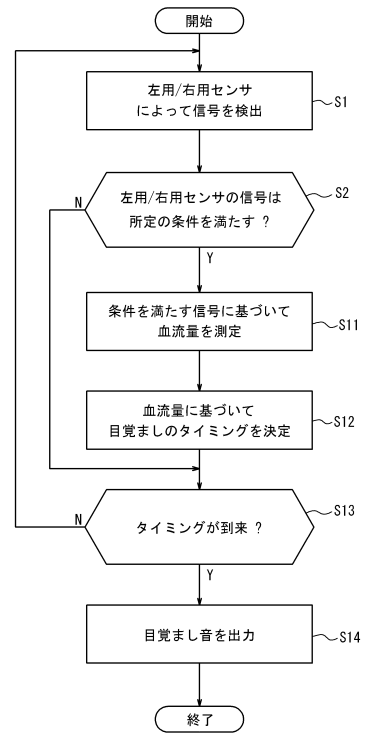 開始
左用/右用センサ
によって信号を検出
S1
左用/右用センサの信号は
所定の条件を満たす ?
S2
N
Y
条件を満たす信号に基づいて
血流量を測定
S11
血流量に基づいて
目覚ましのタイミングを決定
S12
タイミングが到来 ?
S13
N
Y
目覚まし音を出力
S14
終了